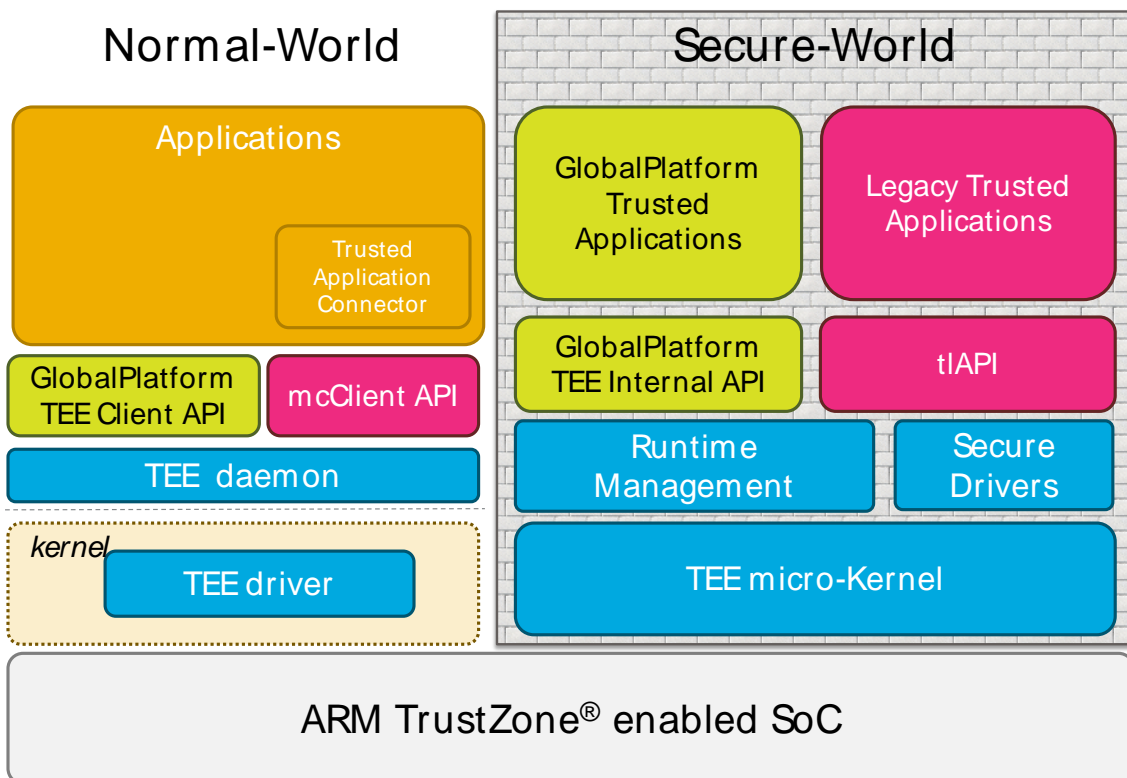 Normal-World
Applications
Trusted
Application
Connector
GlobalPlatform
TEE Client API
mcClient API
TEE daemon
kernel
TEE driver
Secure-World
GlobalPlatform
Trusted
Applications
Legacy Trusted
Applications
GlobalPlatform
TEE Internal API
tlAPI
Runtime
Management
Secure
Drivers
TEE micro-Kernel
ARM TrustZone® enabled SoC